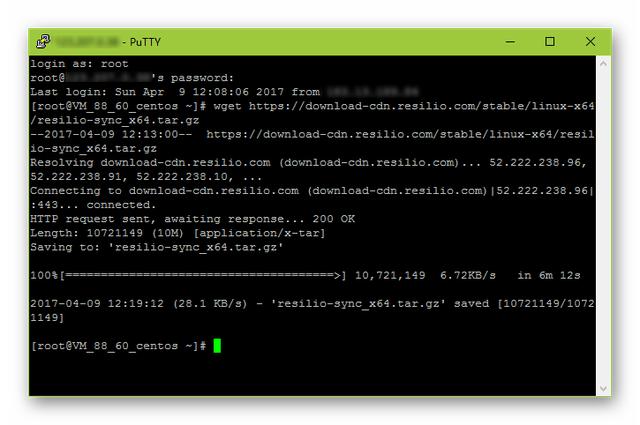 - PuTTY
login as: root
root@ 's password:
Last login: Sun Apr  9 12:08:06 2017 from
[root@VM_88_60_centos ~]# wget https://download-cdn.resilio.com/stable/linux-x64
/resilio-sync_x64.tar.gz
--2017-04-09 12:13:00--  https://download-cdn.resilio.com/stable/linux-x64/resil
io-sync_x64.tar.gz
Resolving download-cdn.resilio.com (download-cdn.resilio.com)... 52.222.238.96,
52.222.238.91, 52.222.238.10, ...
Connecting to download-cdn.resilio.com (download-cdn.resilio.com)|52.222.238.96|
:443... connected.
HTTP request sent, awaiting response... 200 OK
Length: 10721149 (10M) [application/x-tar]
Saving to: 'resilio-sync_x64.tar.gz'
100%[======================================>] 10,721,149  6.72KB/s   in 6m 12s
2017-04-09 12:19:12 (28.1 KB/s) - 'resilio-sync_x64.tar.gz' saved [10721149/1072
1149]
[root@VM_88_60_centos ~]#